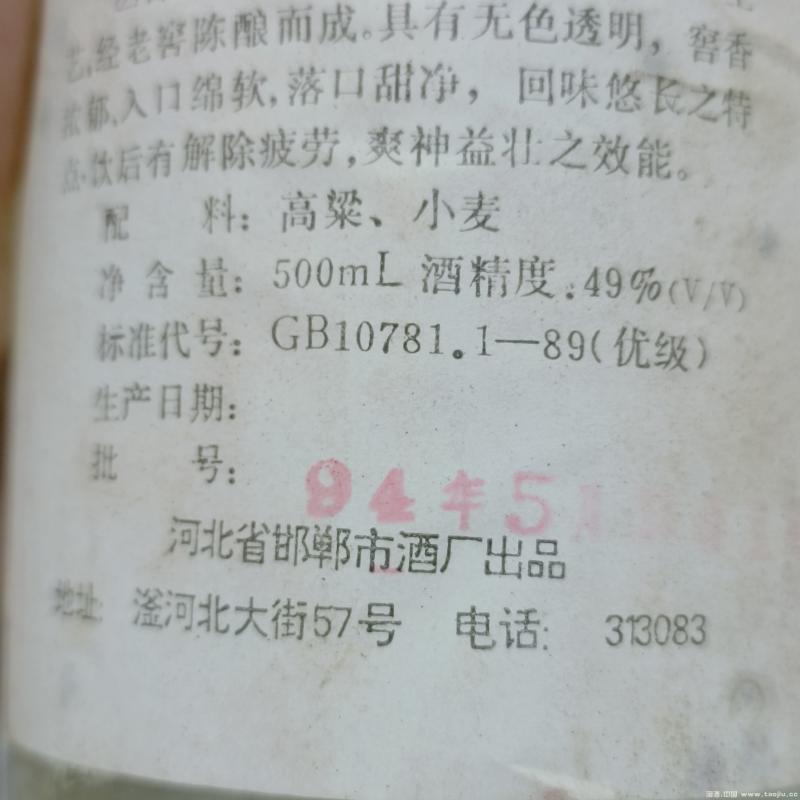 艺,经老窖陈酿而成。具有无色透明,窖香
浓郁、入口绵软,落口甜净,回味悠长之特
点.饮后有解除疲劳,爽神益壮之效能。
配 料:高粱、小麦
净含量:500mL 酒精度.:49%(V/V)
标准代号:GB10781.1—89(优级)
生产日期:
批 号:
94年5月
河北省邯郸市酒厂出品
地址: 滏河北大街57号 电话: 313083
www.taojiu.cc